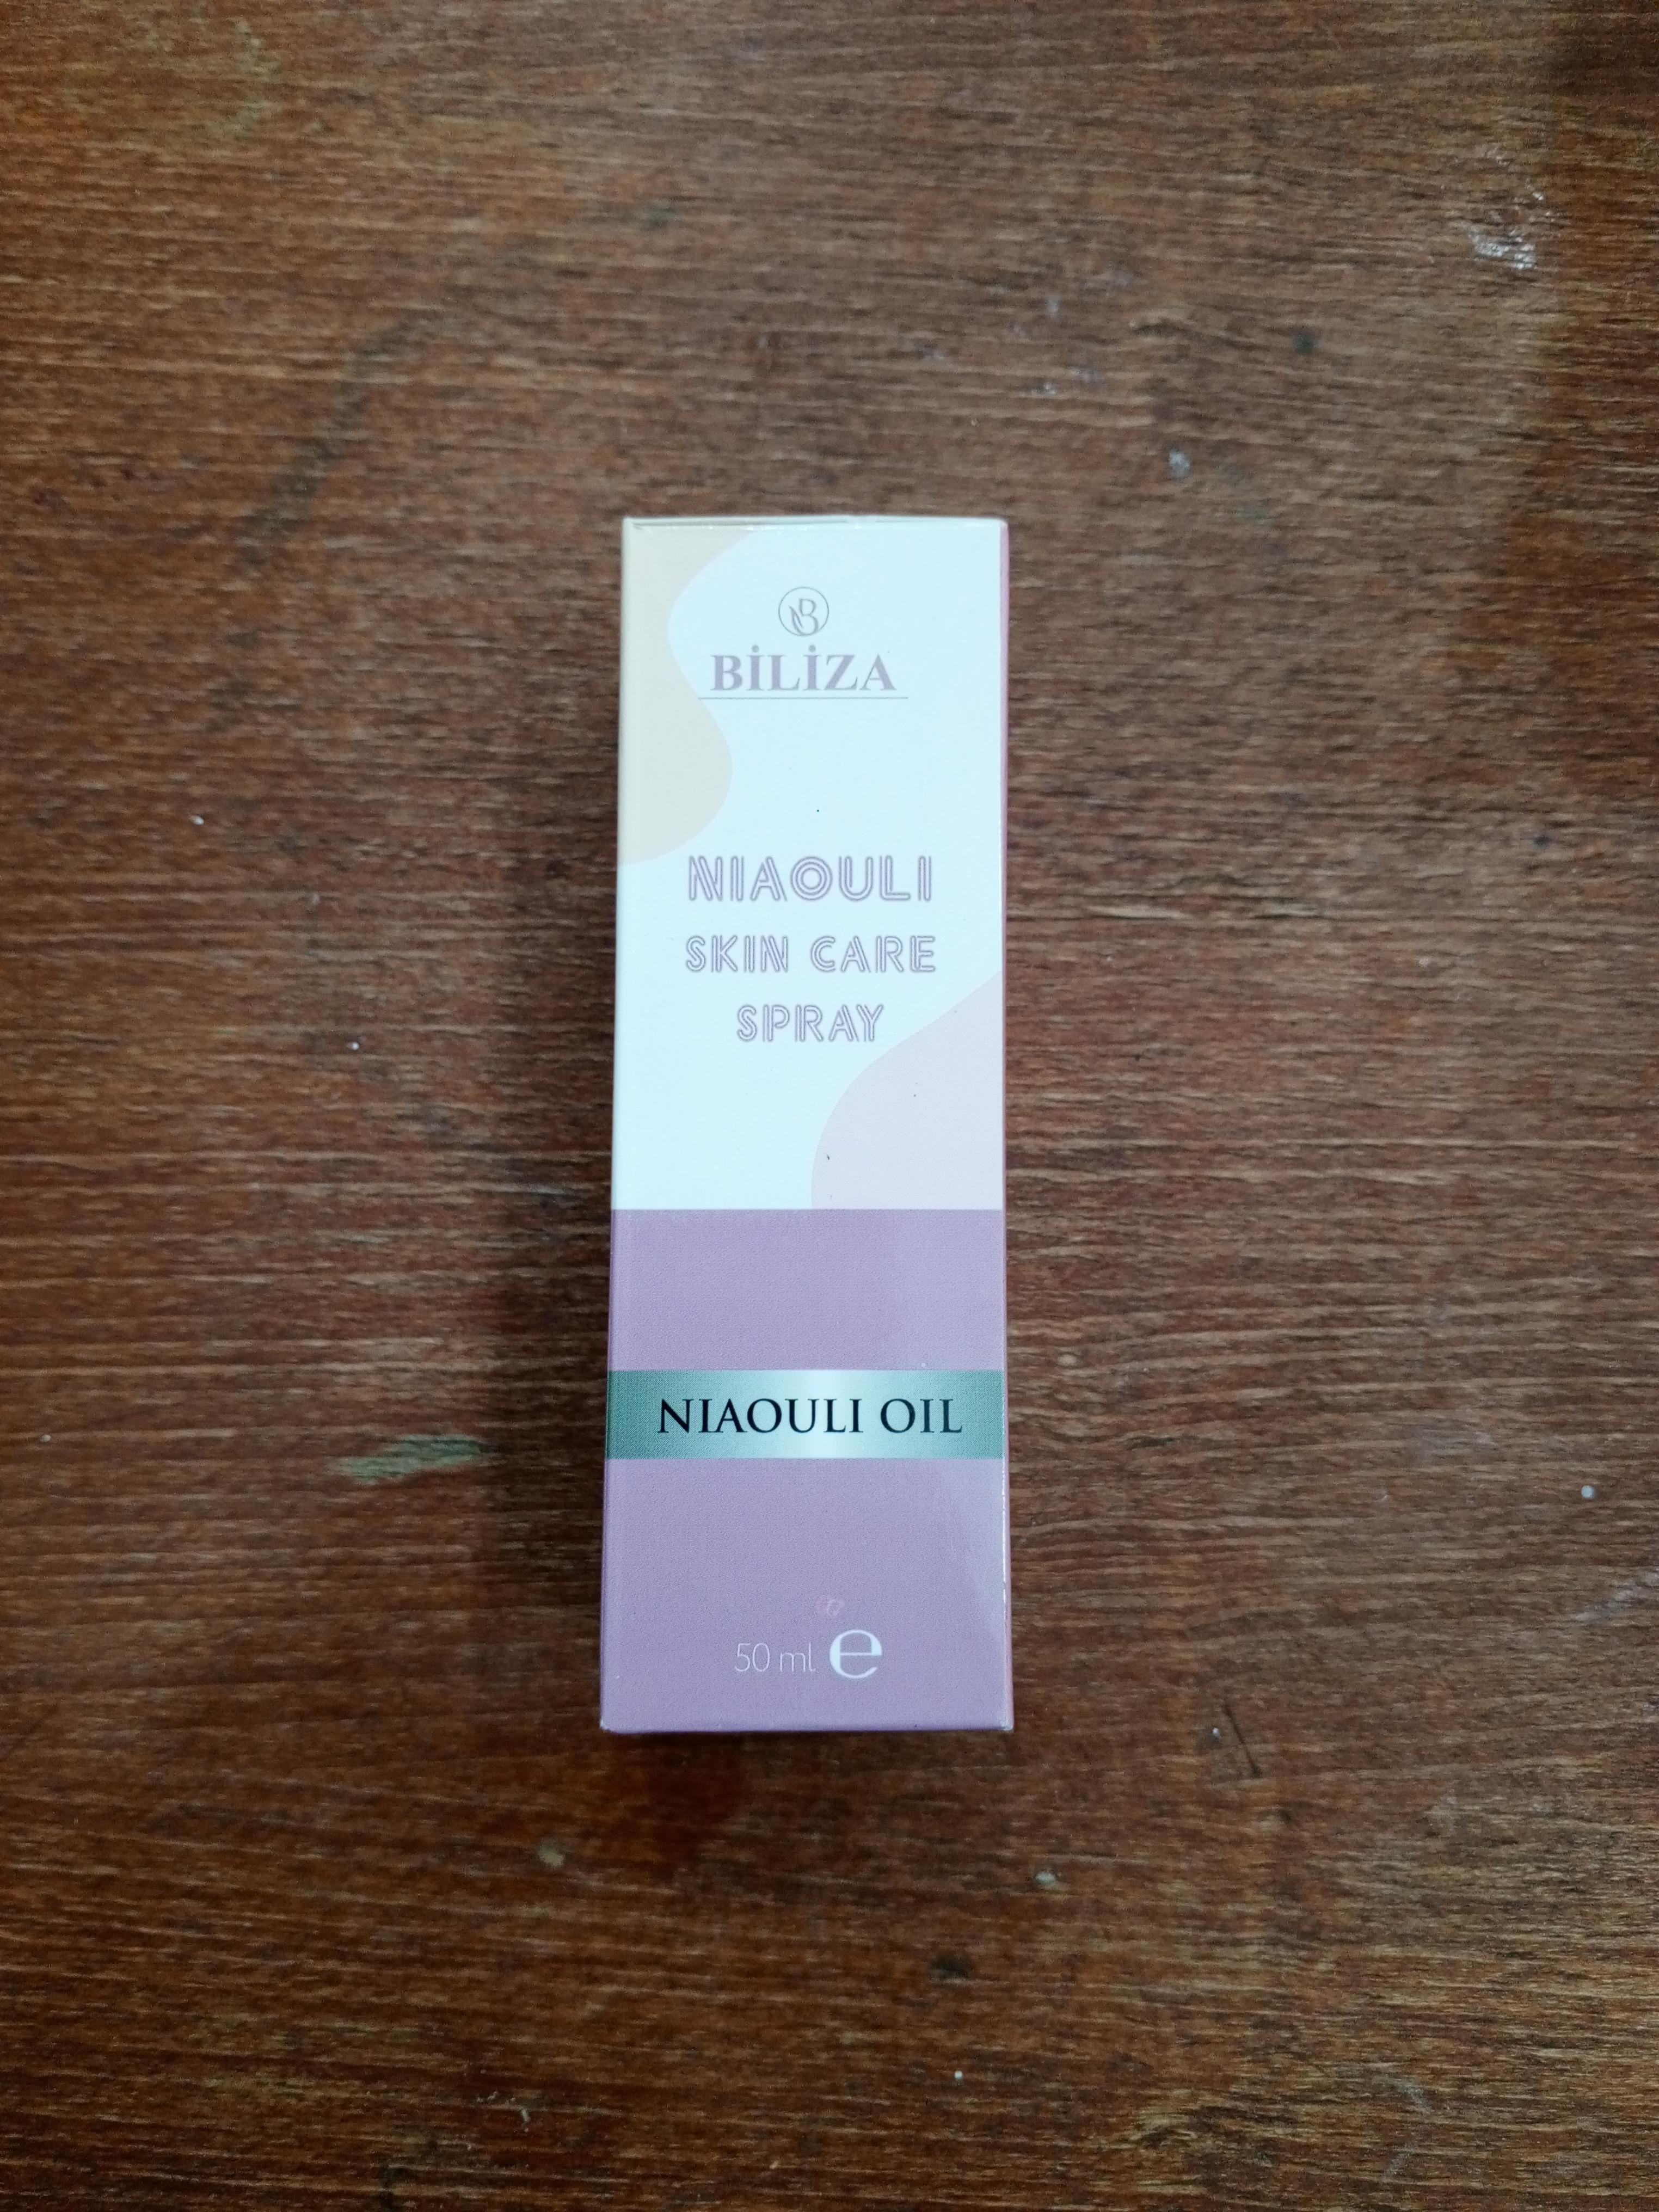 B
BİLİZA
NIAOULI
SKIN CARE
SPRAY
NIAOULI OIL
50 ml e